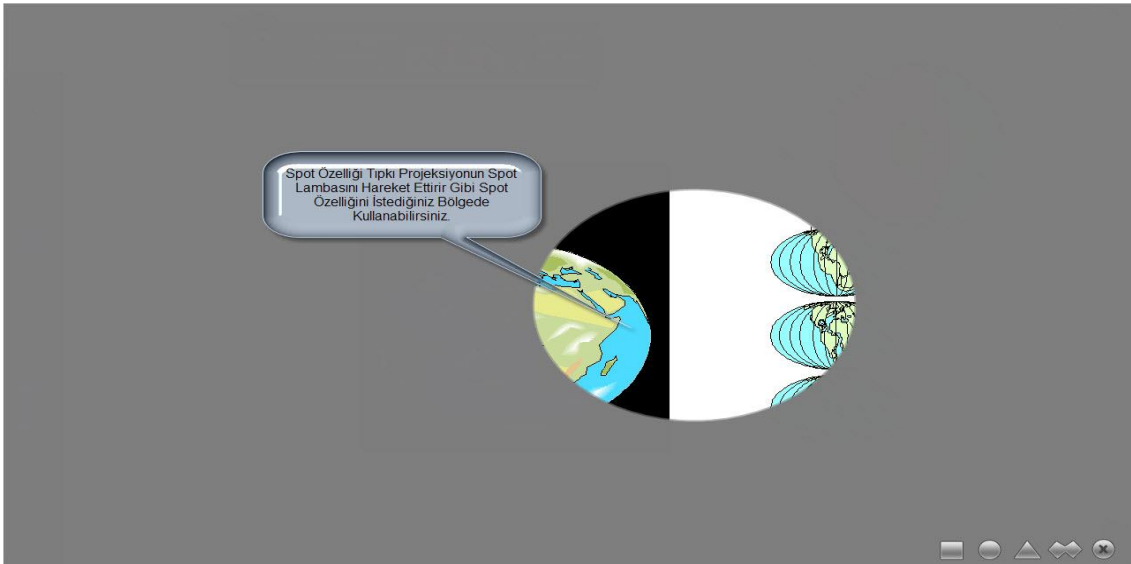 Spot Özelliği Tıpkı Projeksiyonun Spot
Lambasını Hareket Ettirir Gibi Spot
Özelliğini İstediğiniz Bölgede
Kullanabilirsiniz.